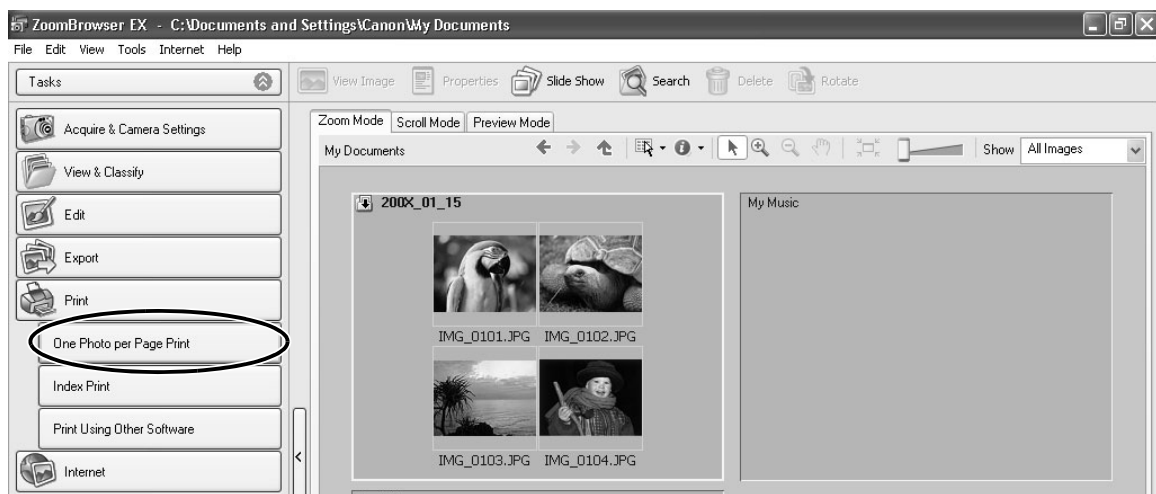 ZoomBrowser EX - C:\Documents and Settings\Canon\My Documents
File Edit View Tools Internet Help
Tasks
View Image Properties Slide Show Search Delete Rotate
Acquire & Camera Settings
View & Classify
Edit
Export
Print
One Photo per Page Print
Index Print
Print Using Other Software
Internet
Zoom Mode Scroll Mode Preview Mode
My Documents Show All Images
200X_01_15
My Music
IMG_0101.JPG IMG_0102.JPG
IMG_0103.JPG IMG_0104.JPG